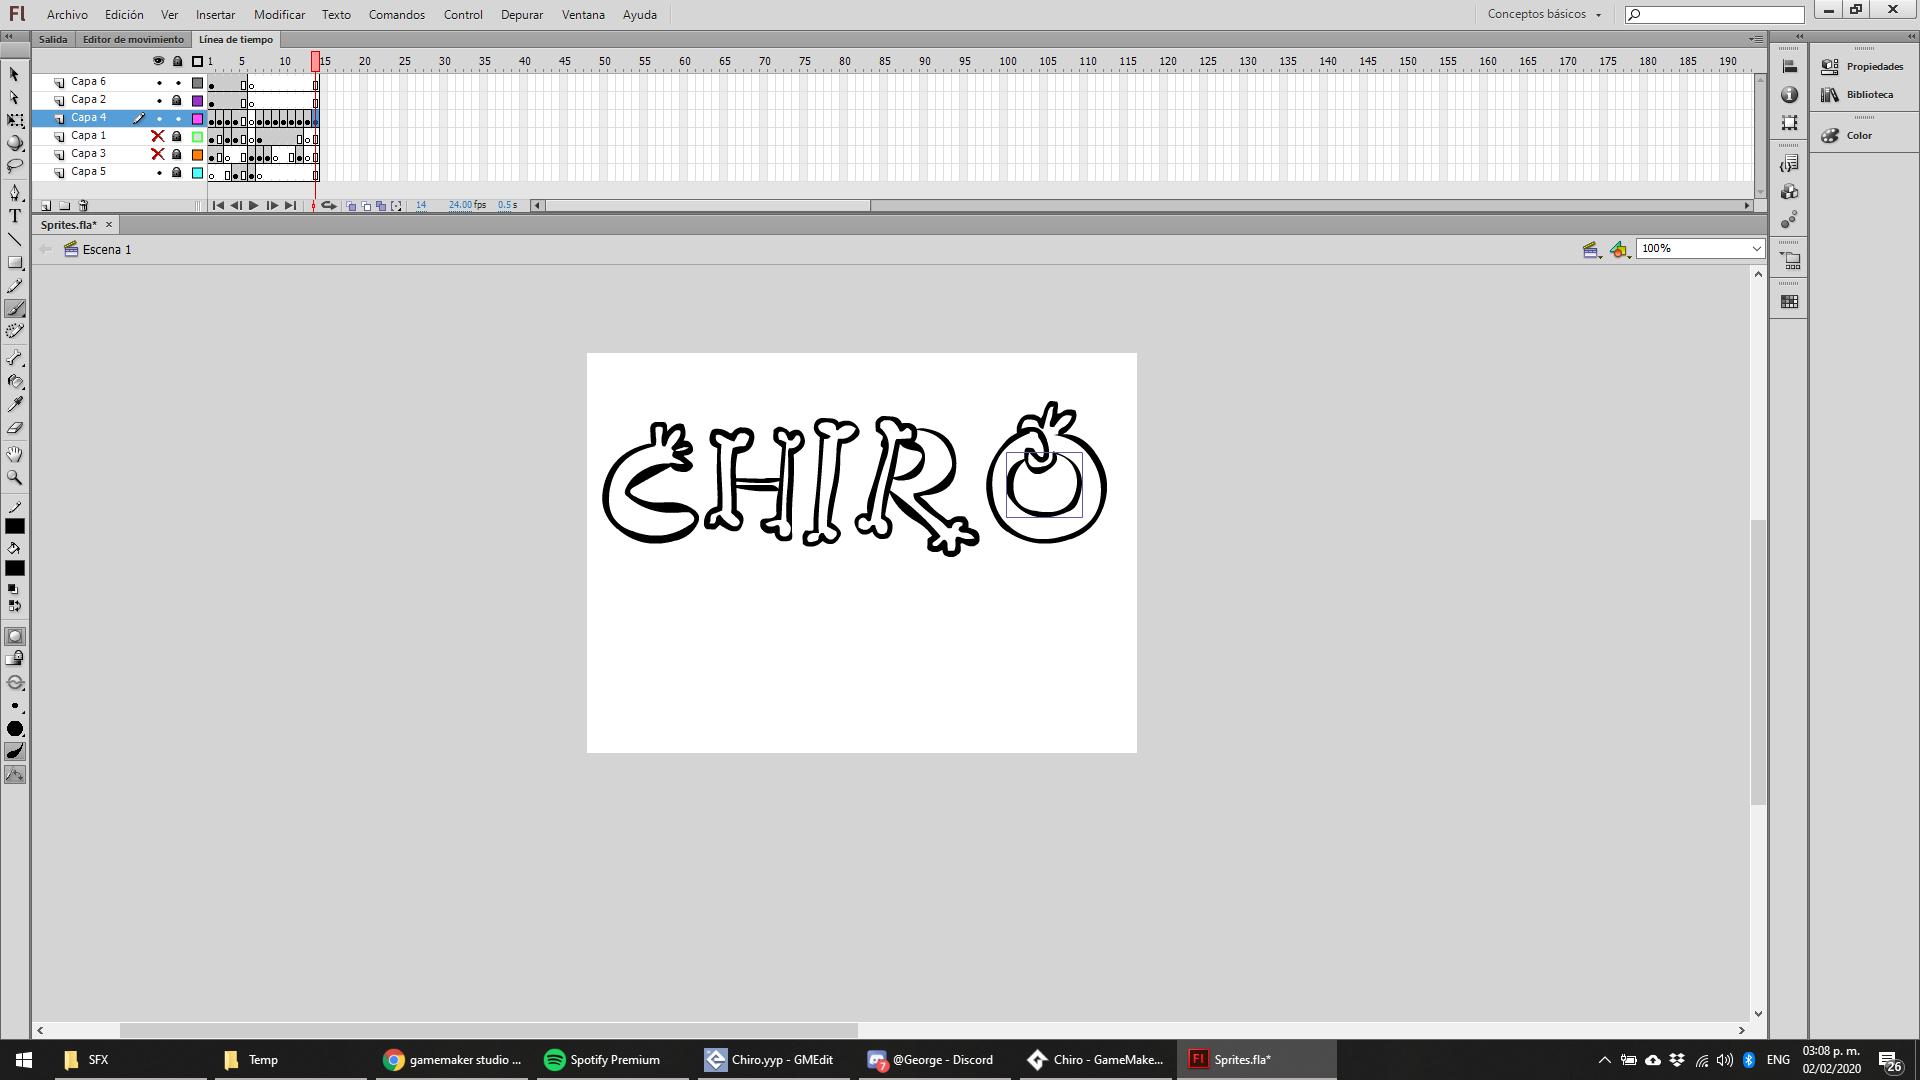 Fl Archivo Edición Ver Insertar Modificar Texto Comandos Control Depurar Ventana Ayuda Conceptos básicos
Salida Editor de movimiento Línea de tiempo
1 5 10 15 20 25 30 35 40 45 50 55 60 65 70 75 80 85 90 95 100 105 110 115 120 125 130 135 140 145 150 155 160 165 170 175 180 185 190
Capa 6
Capa 2
Capa 4
Capa 1
Capa 3
Capa 5
14 24.00 fps 0.5 s
Propiedades
Biblioteca
Color
Sprites.fla*
Escena 1 100%
T
CHIRO
SFX Temp gamemaker studio ... Spotify Premium Chiro.yyp - GMEdit 7 @George - Discord Chiro - GameMake... Fl Sprites.fla* ENG 03:08 p. m. 26
02/02/2020